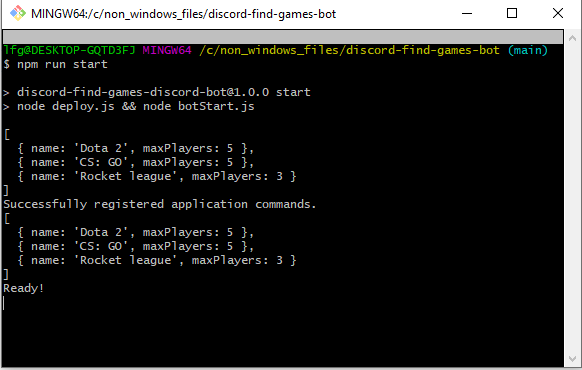 MINGW64:/c/non_windows_files/discord-find-games-bot
lfg@DESKTOP-GQTD3FJ MINGW64 /c/non_windows_files/discord-find-games-bot (main)
$ npm run start
> discord-find-games-discord-bot@1.0.0 start
> node deploy.js && node botStart.js
[
  { name: 'Dota 2', maxPlayers: 5 },
  { name: 'CS: GO', maxPlayers: 5 },
  { name: 'Rocket league', maxPlayers: 3 }
]
Successfully registered application commands.
[
  { name: 'Dota 2', maxPlayers: 5 },
  { name: 'CS: GO', maxPlayers: 5 },
  { name: 'Rocket league', maxPlayers: 3 }
]
Ready!